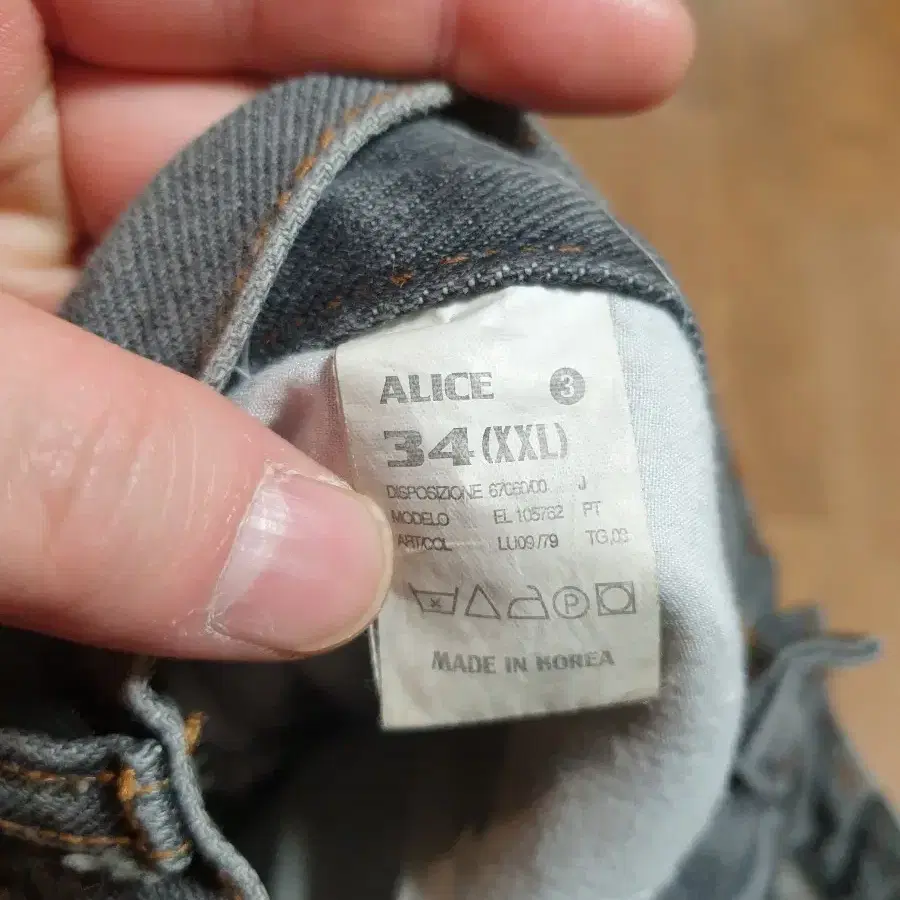 ALICE 3
34 (XXL)
DISPOSIZIONE 67060/00 J
MODELO EL 105762 PT
ART/COL LU09/79 TG,03
P
MADE IN KOREA